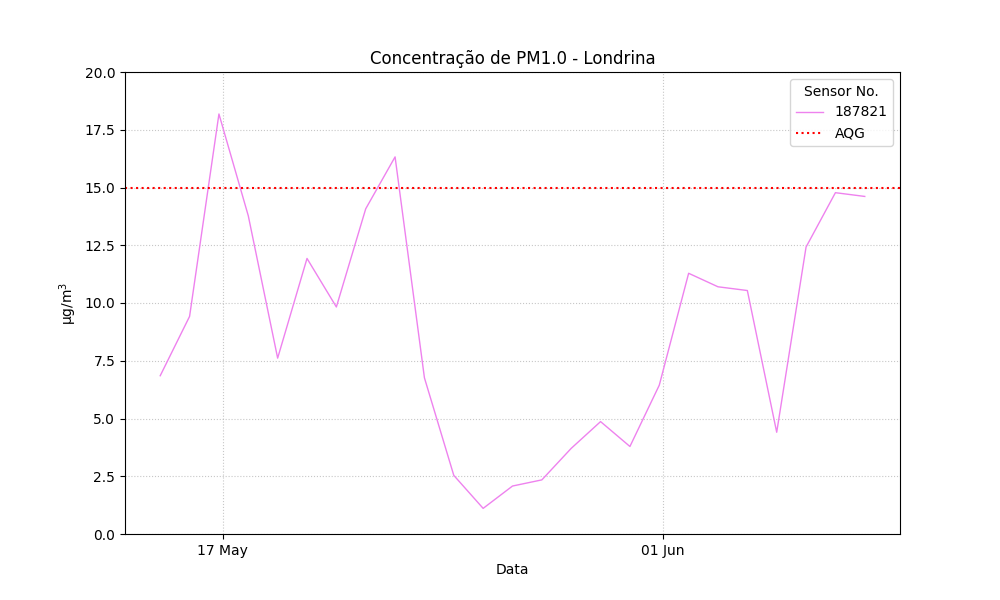 Concentração de PM1.0 - Londrina
Sensor No.
187821
AQG
20.0
17.5
15.0
12.5
10.0
7.5
5.0
2.5
0.0
µg/m³
17 May
01 Jun
Data